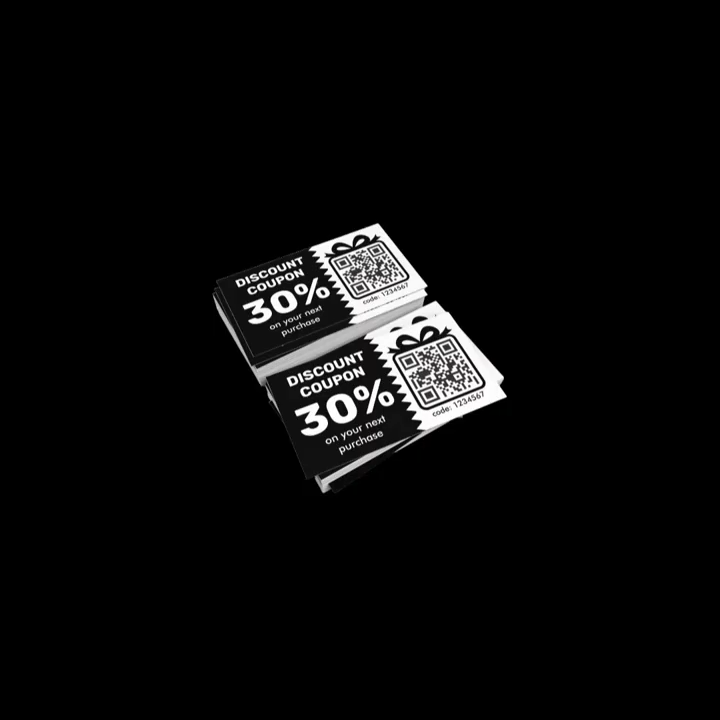 DISCOUNT
COUPON
30%
on your next
purchase
code: 1234567
DISCOUNT
COUPON
30%
on your next
purchase
code: 1234567